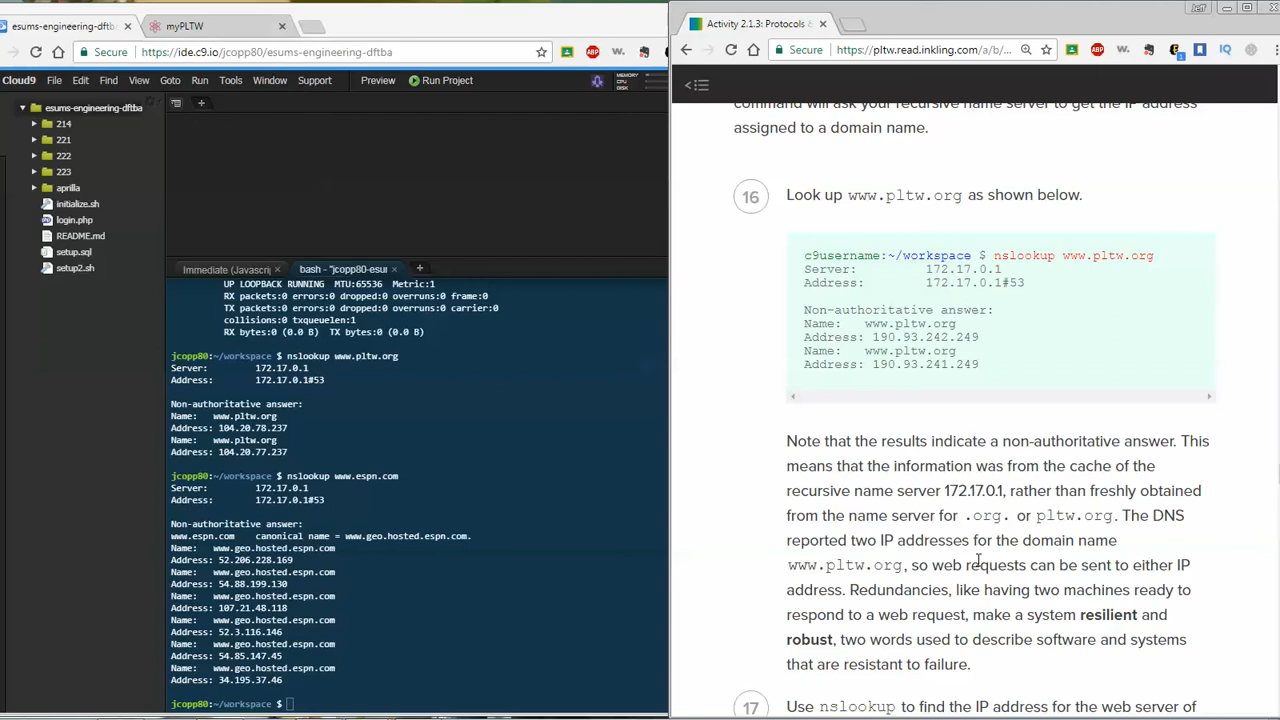 esums-engineering-dftb
myPLTW
Secure
https://ide.c9.io/jcopp80/esums-engineering-dftba
ABP
w.
Cloud9 File Edit Find View Goto Run Tools Window Support Preview Run Project
MEMORY
CPU
DISK
esums-engineering-dftba
214
221
222
223
aprilla
initialize.sh
login.php
README.md
setup.sql
setup2.sh
Immediate (Javascri
bash - "jcopp80-esur
UP LOOPBACK RUNNING MTU:65536 Metric:1
RX packets:0 errors:0 dropped:0 overruns:0 frame:0
TX packets:0 errors:0 dropped:0 overruns:0 carrier:0
collisions:0 txqueuelen:1
RX bytes:0 (0.0 B) TX bytes:0 (0.0 B)
jcopp80:~/workspace $ nslookup www.pltw.org
Server: 172.17.0.1
Address: 172.17.0.1#53
Non-authoritative answer:
Name: www.pltw.org
Address: 104.20.78.237
Name: www.pltw.org
Address: 104.20.77.237
jcopp80:~/workspace $ nslookup www.espn.com
Server: 172.17.0.1
Address: 172.17.0.1#53
Non-authoritative answer:
www.espn.com canonical name = www.geo.hosted.espn.com.
Name: www.geo.hosted.espn.com
Address: 52.206.228.169
Name: www.geo.hosted.espn.com
Address: 54.88.199.130
Name: www.geo.hosted.espn.com
Address: 107.21.48.118
Name: www.geo.hosted.espn.com
Address: 52.3.116.146
Name: www.geo.hosted.espn.com
Address: 54.85.147.45
Name: www.geo.hosted.espn.com
Address: 34.195.37.46
jcopp80:~/workspace $
Jeff
Activity 2.1.3: Protocols &
Secure
https://pltw.read.inkling.com/a/b/...
ABP
w.
1
IQ
command will ask your recursive name server to get the IP address
assigned to a domain name.
16
Look up www.pltw.org as shown below.
c9username:~/workspace $ nslookup www.pltw.org
Server: 172.17.0.1
Address: 172.17.0.1#53
Non-authoritative answer:
Name: www.pltw.org
Address: 190.93.242.249
Name: www.pltw.org
Address: 190.93.241.249
Note that the results indicate a non-authoritative answer. This
means that the information was from the cache of the
recursive name server 172.17.0.1, rather than freshly obtained
from the name server for .org. or pltw.org. The DNS
reported two IP addresses for the domain name
www.pltw.org, so web requests can be sent to either IP
address. Redundancies, like having two machines ready to
respond to a web request, make a system resilient and
robust, two words used to describe software and systems
that are resistant to failure.
17
Use nslookup to find the IP address for the web server of